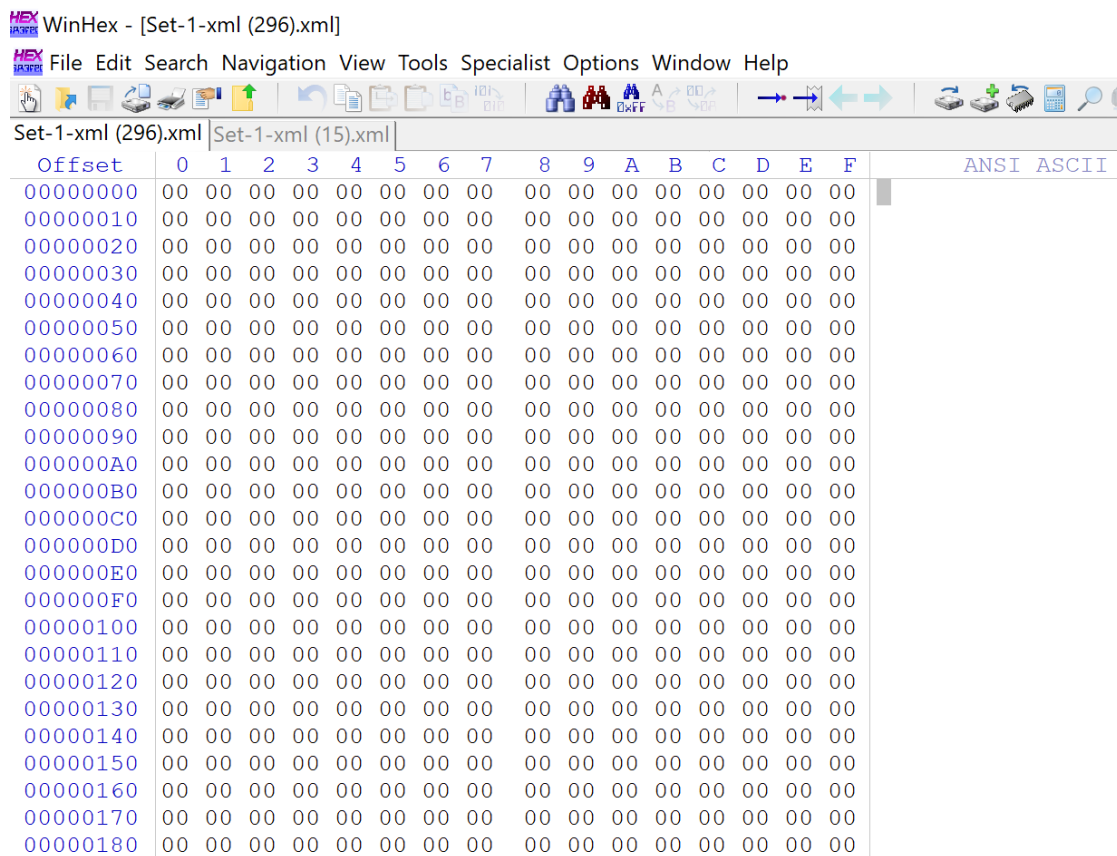 WinHex - [Set-1-xml (296).xml]
File Edit Search Navigation View Tools Specialist Options Window Help
Set-1-xml (296).xml Set-1-xml (15).xml
Offset 0 1 2 3 4 5 6 7 8 9 A B C D E F ANSI ASCII
00000000 00 00 00 00 00 00 00 00 00 00 00 00 00 00 00 00
00000010 00 00 00 00 00 00 00 00 00 00 00 00 00 00 00 00
00000020 00 00 00 00 00 00 00 00 00 00 00 00 00 00 00 00
00000030 00 00 00 00 00 00 00 00 00 00 00 00 00 00 00 00
00000040 00 00 00 00 00 00 00 00 00 00 00 00 00 00 00 00
00000050 00 00 00 00 00 00 00 00 00 00 00 00 00 00 00 00
00000060 00 00 00 00 00 00 00 00 00 00 00 00 00 00 00 00
00000070 00 00 00 00 00 00 00 00 00 00 00 00 00 00 00 00
00000080 00 00 00 00 00 00 00 00 00 00 00 00 00 00 00 00
00000090 00 00 00 00 00 00 00 00 00 00 00 00 00 00 00 00
000000A0 00 00 00 00 00 00 00 00 00 00 00 00 00 00 00 00
000000B0 00 00 00 00 00 00 00 00 00 00 00 00 00 00 00 00
000000C0 00 00 00 00 00 00 00 00 00 00 00 00 00 00 00 00
000000D0 00 00 00 00 00 00 00 00 00 00 00 00 00 00 00 00
000000E0 00 00 00 00 00 00 00 00 00 00 00 00 00 00 00 00
000000F0 00 00 00 00 00 00 00 00 00 00 00 00 00 00 00 00
00000100 00 00 00 00 00 00 00 00 00 00 00 00 00 00 00 00
00000110 00 00 00 00 00 00 00 00 00 00 00 00 00 00 00 00
00000120 00 00 00 00 00 00 00 00 00 00 00 00 00 00 00 00
00000130 00 00 00 00 00 00 00 00 00 00 00 00 00 00 00 00
00000140 00 00 00 00 00 00 00 00 00 00 00 00 00 00 00 00
00000150 00 00 00 00 00 00 00 00 00 00 00 00 00 00 00 00
00000160 00 00 00 00 00 00 00 00 00 00 00 00 00 00 00 00
00000170 00 00 00 00 00 00 00 00 00 00 00 00 00 00 00 00
00000180 00 00 00 00 00 00 00 00 00 00 00 00 00 00 00 00